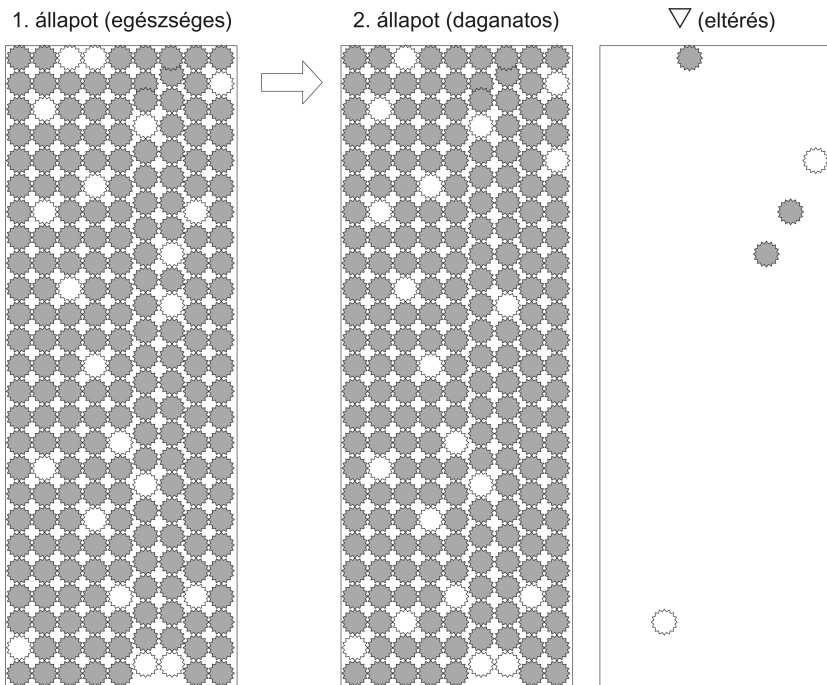 1. állapot (egészséges)
2. állapot (daganatos)
▽ (eltérés)